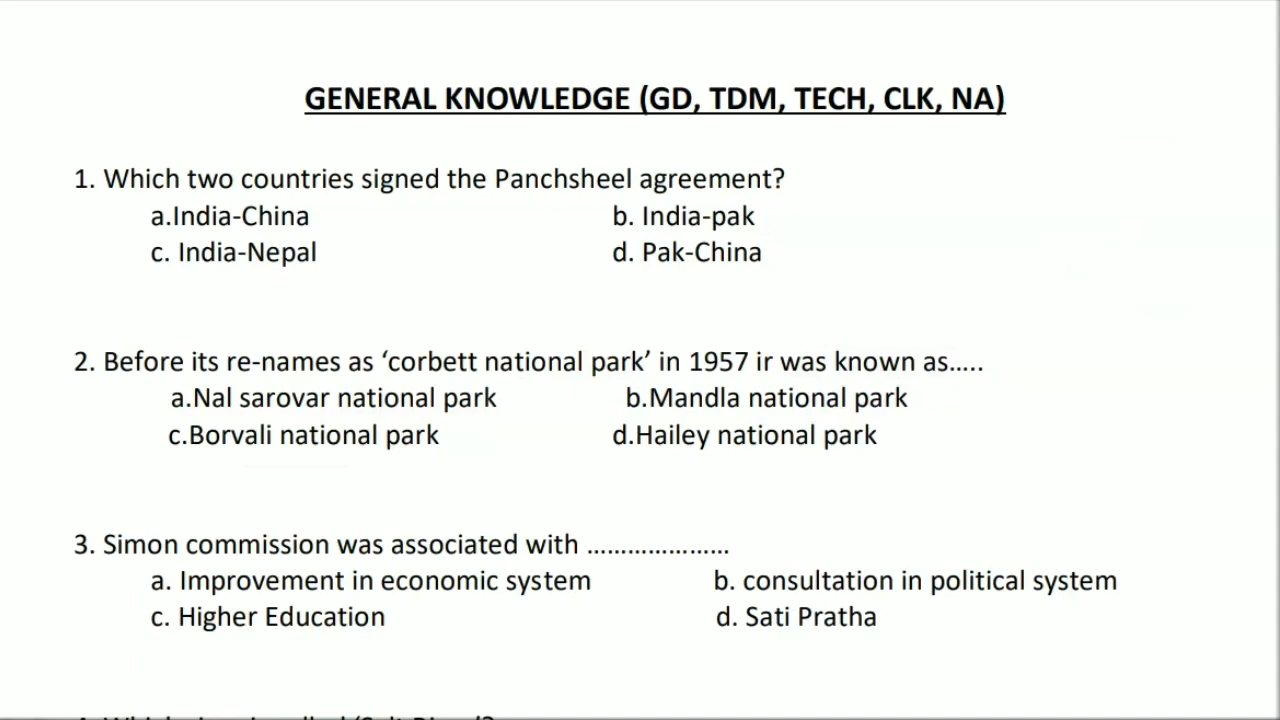 GENERAL KNOWLEDGE (GD, TDM, TECH, CLK, NA)
1. Which two countries signed the Panchsheel agreement?
a.India-China b. India-pak
c. India-Nepal d. Pak-China
2. Before its re-names as ‘corbett national park’ in 1957 ir was known as…..
a.Nal sarovar national park b.Mandla national park
c.Borvali national park d.Hailey national park
3. Simon commission was associated with …………………
a. Improvement in economic system b. consultation in political system
c. Higher Education d. Sati Pratha